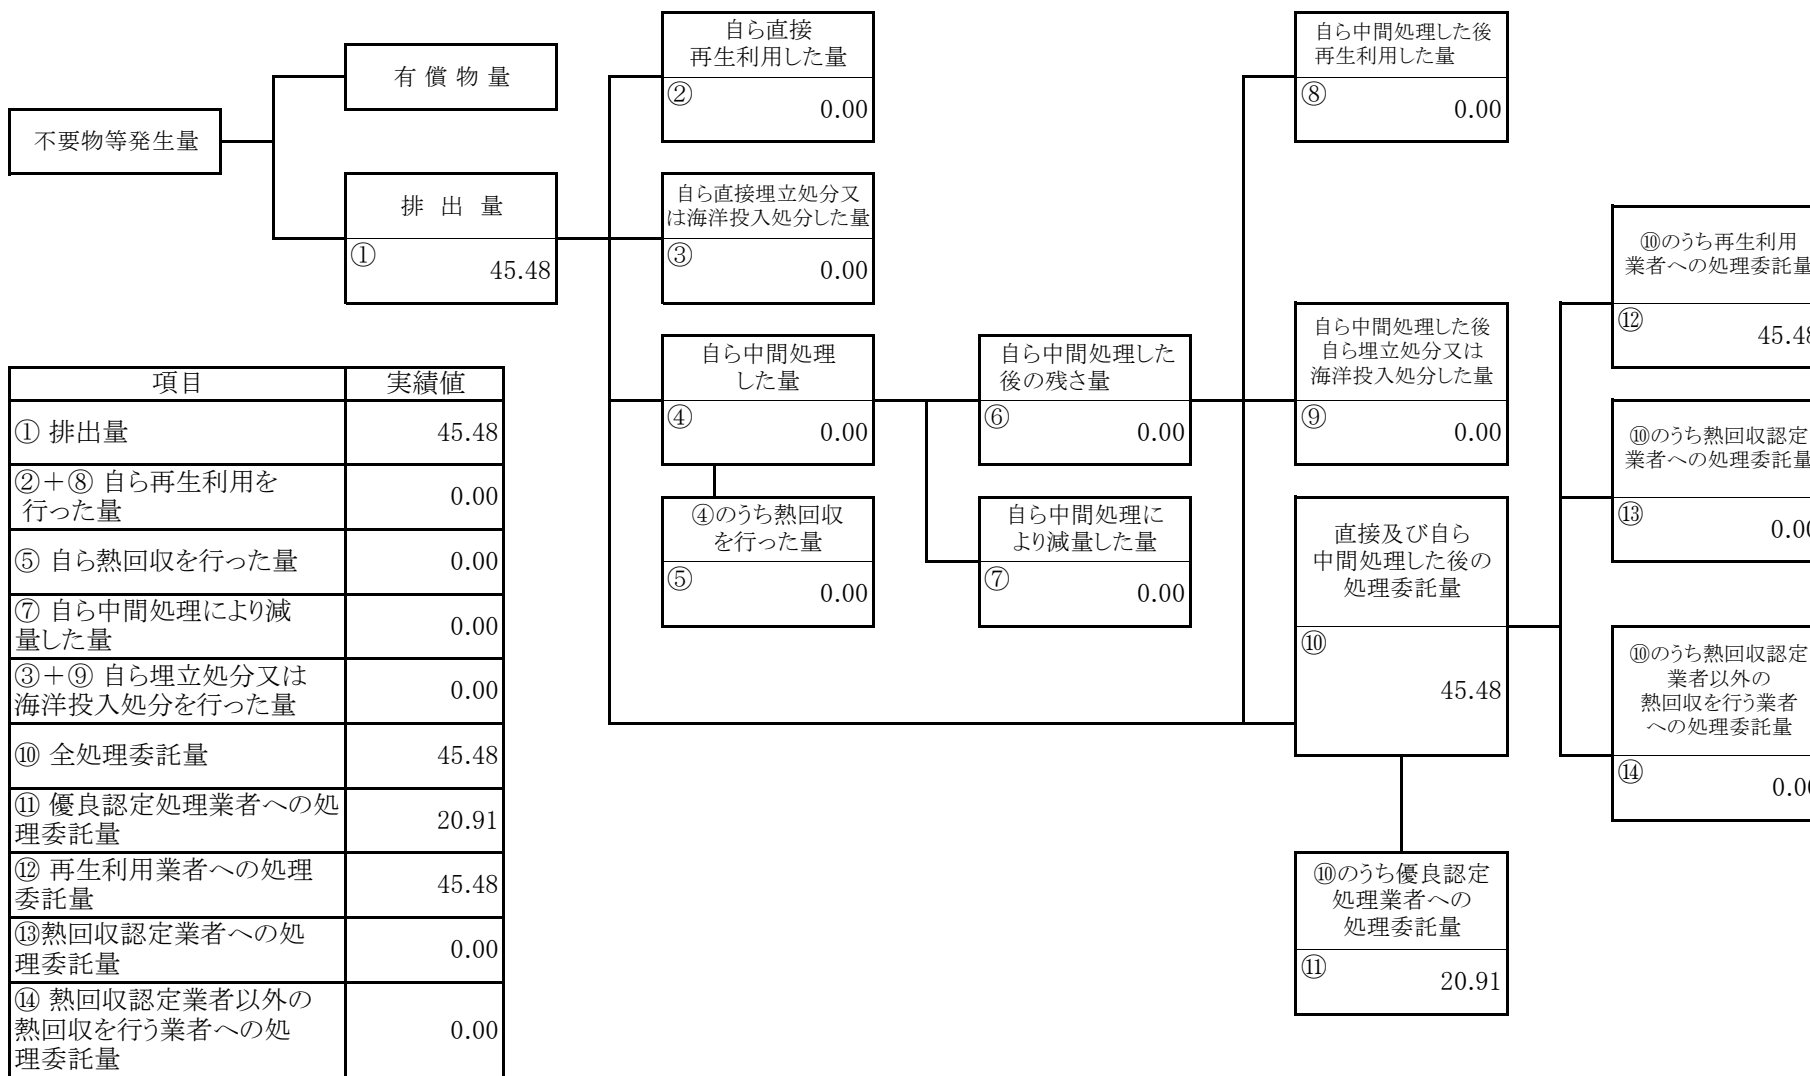 自ら直接
再生利用した量
②
0.00
自ら中間処理した後
再生利用した量
⑧
0.00
有 償 物 量
不要物等発生量
排 出 量
①
45.48
自ら直接埋立処分又
は海洋投入処分した量
③
0.00
⑩のうち再生利用
業者への処理委託量
⑫
45.48
自ら中間処理
した量
④
0.00
自ら中間処理した
後の残さ量
⑥
0.00
自ら中間処理した後
自ら埋立処分又は
海洋投入処分した量
⑨
0.00
⑩のうち熱回収認定
業者への処理委託量
⑬
0.00
④のうち熱回収
を行った量
⑤
0.00
自ら中間処理に
より減量した量
⑦
0.00
直接及び自ら
中間処理した後の
処理委託量
⑩
45.48
⑩のうち熱回収認定
業者以外の
熱回収を行う業者
への処理委託量
⑭
0.00
⑩のうち優良認定
処理業者への
処理委託量
⑪
20.91
項目 実績値
① 排出量 45.48
②+⑧ 自ら再生利用を
行った量
0.00
⑤ 自ら熱回収を行った量 0.00
⑦ 自ら中間処理により減
量した量
0.00
③+⑨ 自ら埋立処分又は
海洋投入処分を行った量
0.00
⑩ 全処理委託量 45.48
⑪ 優良認定処理業者への処
理委託量
20.91
⑫ 再生利用業者への処理
委託量
45.48
⑬熱回収認定業者への処
理委託量
0.00
⑭ 熱回収認定業者以外の
熱回収を行う業者への処
理委託量
0.00